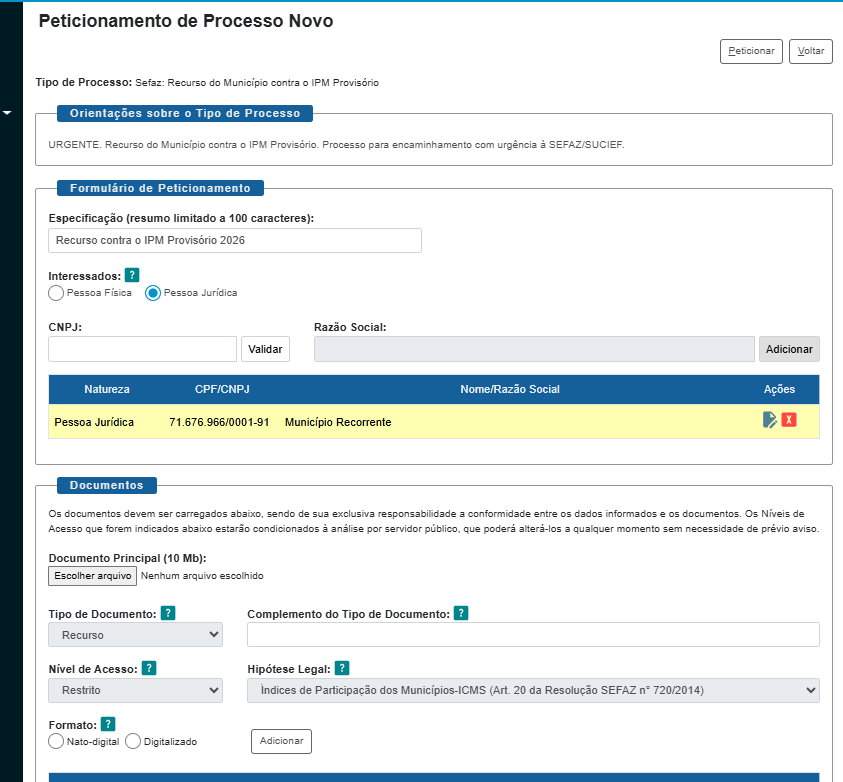 Peticionamento de Processo Novo
Peticionar Voltar
Tipo de Processo: Sefaz: Recurso do Município contra o IPM Provisório
Orientações sobre o Tipo de Processo
URGENTE. Recurso do Município contra o IPM Provisório. Processo para encaminhamento com urgência à SEFAZ/SUCIEF.
Formulário de Peticionamento
Especificação (resumo limitado a 100 caracteres):
Recurso contra o IPM Provisório 2026
Interessados: ?
Pessoa Física Pessoa Jurídica
CNPJ: Razão Social:
Validar Adicionar
Natureza CPF/CNPJ Nome/Razão Social Ações
Pessoa Jurídica 71.676.966/0001-91 Município Recorrente X
Documentos
Os documentos devem ser carregados abaixo, sendo de sua exclusiva responsabilidade a conformidade entre os dados informados e os documentos. Os Níveis de
Acesso que forem indicados abaixo estarão condicionados à análise por servidor público, que poderá alterá-los a qualquer momento sem necessidade de prévio aviso.
Documento Principal (10 Mb):
Escolher arquivo Nenhum arquivo escolhido
Tipo de Documento: ? Complemento do Tipo de Documento: ?
Recurso
Nível de Acesso: ? Hipótese Legal: ?
Restrito Índices de Participação dos Municípios-ICMS (Art. 20 da Resolução SEFAZ n° 720/2014)
Formato: ?
Nato-digital Digitalizado Adicionar